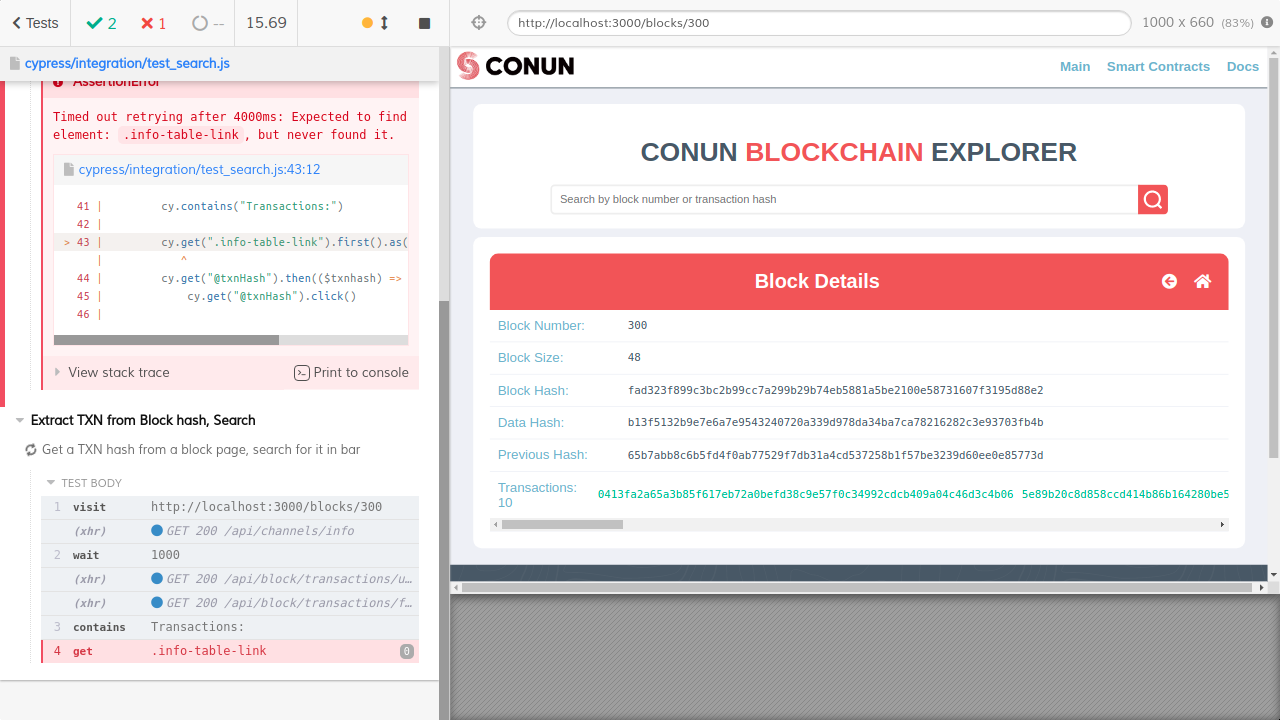 Tests
2
1
--
15.69
http://localhost:3000/blocks/300
1000 x 660 (83%)
cypress/integration/test_search.js
AssertionError
Timed out retrying after 4000ms: Expected to find
element: .info-table-link, but never found it.
cypress/integration/test_search.js:43:12
41 | cy.contains("Transactions:")
42 |
> 43 | cy.get(".info-table-link").first().as(
| ^
44 | cy.get("@txnHash").then(($txnhash) =>
45 | cy.get("@txnHash").click()
46 |
View stack trace
Print to console
Extract TXN from Block hash, Search
Get a TXN hash from a block page, search for it in bar
TEST BODY
1 visit http://localhost:3000/blocks/300
(xhr) GET 200 /api/channels/info
2 wait 1000
(xhr) GET 200 /api/block/transactions/u…
(xhr) GET 200 /api/block/transactions/f…
3 contains Transactions:
4 get .info-table-link 0
CONUN
Main Smart Contracts Docs
CONUN BLOCKCHAIN EXPLORER
Search by block number or transaction hash
Block Details
Block Number: 300
Block Size: 48
Block Hash: fad323f899c3bc2b99cc7a299b29b74eb5881a5be2100e58731607f3195d88e2
Data Hash: b13f5132b9e7e6a7e9543240720a339d978da34ba7ca78216282c3e93703fb4b
Previous Hash: 65b7abb8c6b5fd4f0ab77529f7db31a4cd537258b1f57be3239d60ee0e85773d
Transactions:
10
0413fa2a65a3b85f617eb72a0befd38c9e57f0c34992cdcb409a04c46d3c4b06 5e89b20c8d858ccd414b86b164280be5